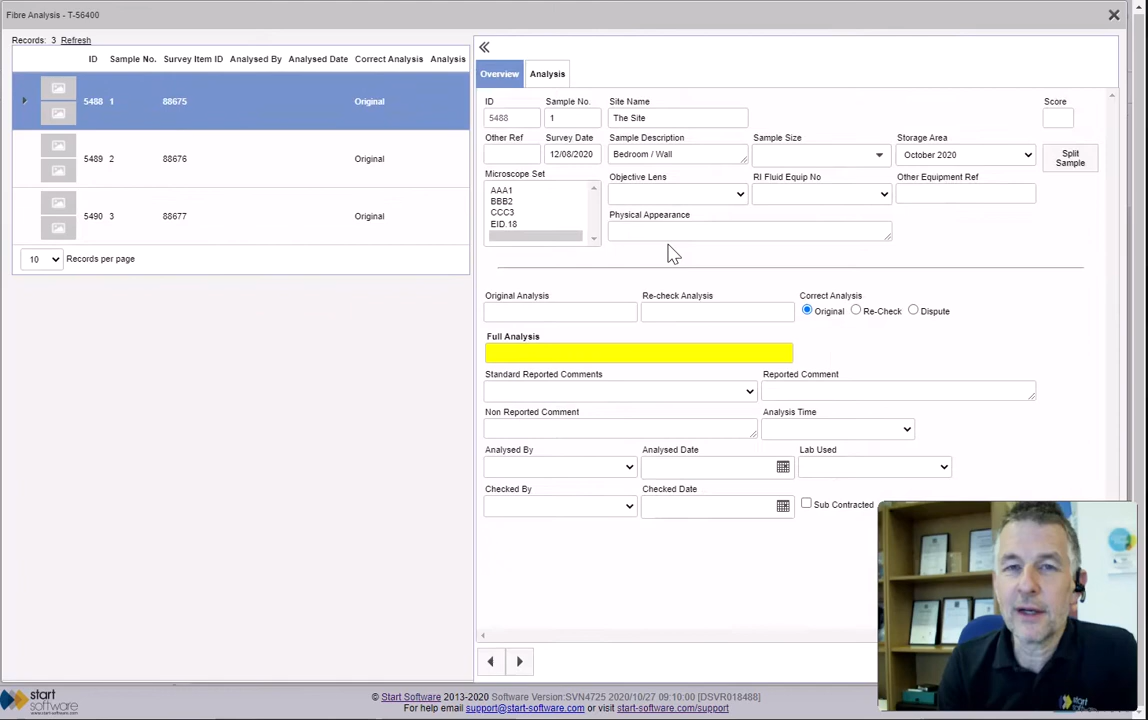 Fibre Analysis - T-56400
Records: 3 Refresh
ID Sample No. Survey Item ID Analysed By Analysed Date Correct Analysis Analysis
5488 1 88675 Original
5489 2 88676 Original
5490 3 88677 Original
10 Records per page
Overview Analysis
ID Sample No. Site Name Score
5488 1 The Site
Other Ref Survey Date Sample Description Sample Size Storage Area
12/08/2020 Bedroom / Wall October 2020 Split
Sample
Microscope Set Objective Lens RI Fluid Equip No Other Equipment Ref
AAA1
BBB2
CCC3
EID.18
Physical Appearance
Original Analysis Re-check Analysis Correct Analysis
Original Re-Check Dispute
Full Analysis
Standard Reported Comments Reported Comment
Non Reported Comment Analysis Time
Analysed By Analysed Date Lab Used
Checked By Checked Date
Sub Contracted
start
software
© Start Software 2013-2020 Software Version:SVN4725 2020/10/27 09:10:00 [DSVR018488]
For help email support@start-software.com or visit start-software.com/support